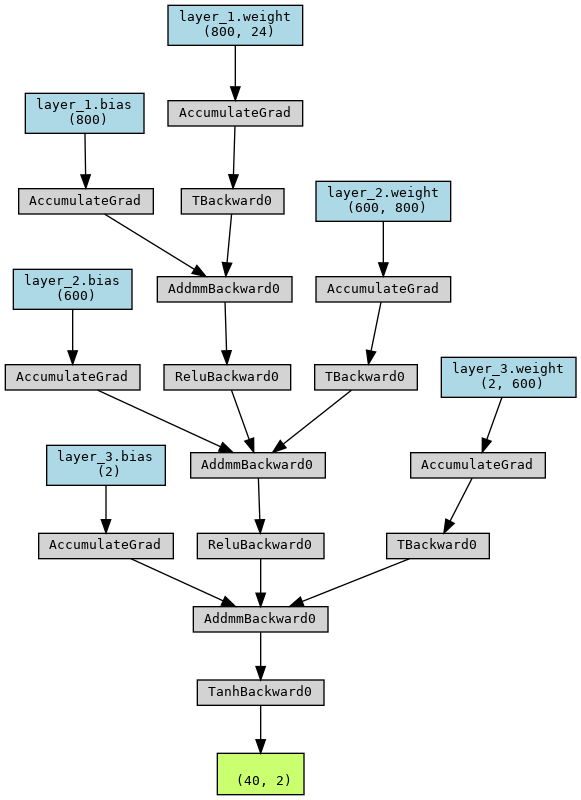 layer_1.weight
(800, 24)
layer_1.bias
(800)
AccumulateGrad
AccumulateGrad
TBackward0
layer_2.weight
(600, 800)
layer_2.bias
(600)
AddmmBackward0
AccumulateGrad
AccumulateGrad
ReluBackward0
TBackward0
layer_3.weight
(2, 600)
layer_3.bias
(2)
AddmmBackward0
AccumulateGrad
AccumulateGrad
ReluBackward0
TBackward0
AddmmBackward0
TanhBackward0
(40, 2)